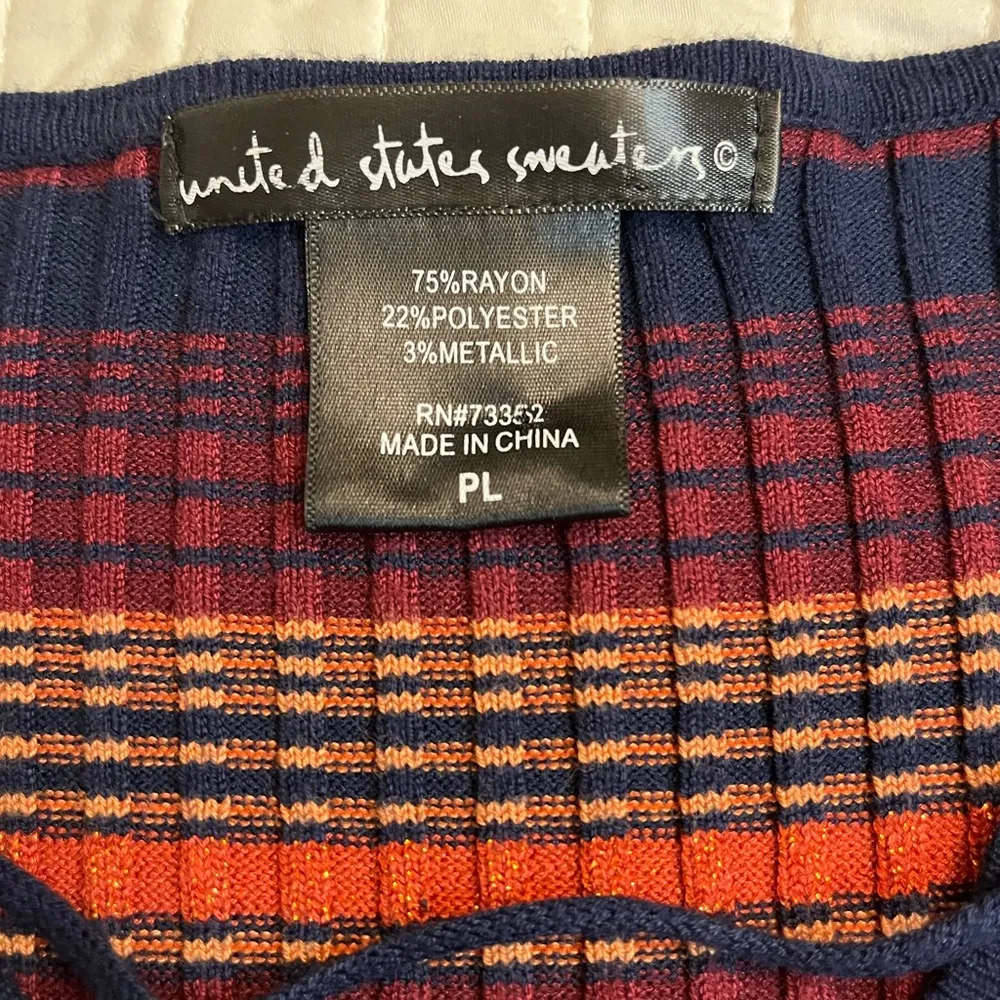 united states sweaters©
75%RAYON
22%POLYESTER
3%METALLIC
RN#73352
MADE IN CHINA
PL